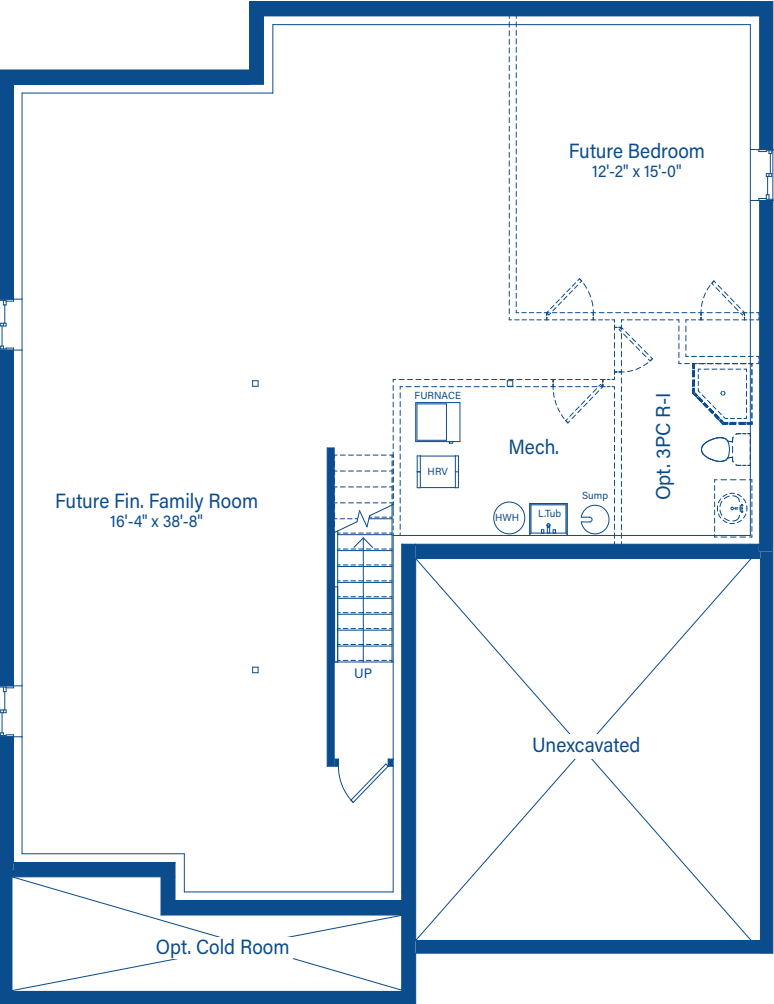 Future Bedroom
12'-2" x 15'-0"
FURNACE
Mech.
HRV
Opt. 3PC R-I
Future Fin. Family Room
16'-4" x 38'-8"
Sump
HWH
L.Tub
UP
Unexcavated
Opt. Cold Room